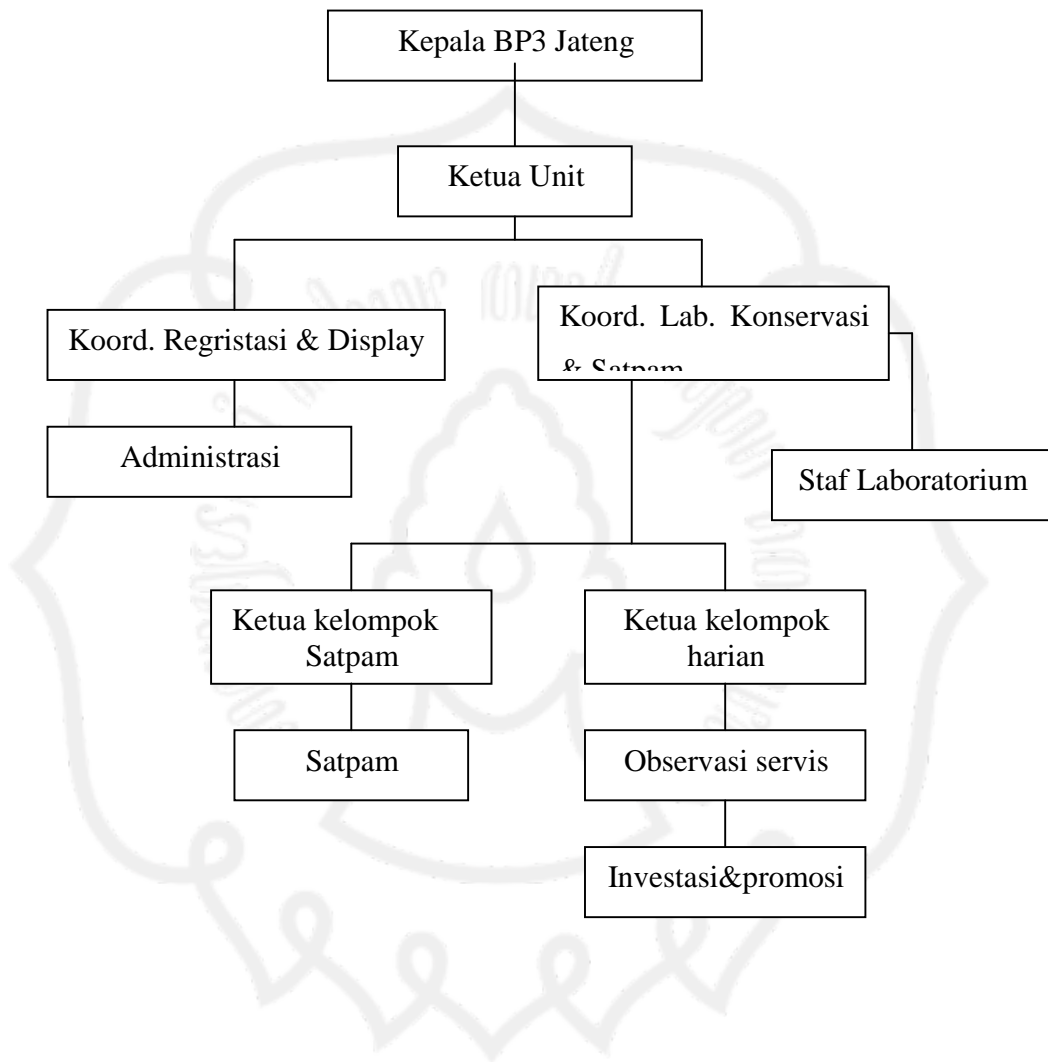 Kepala BP3 Jateng
Ketua Unit
Koord. Regristasi & Display
Koord. Lab. Konservasi
& Satpam
Administrasi
Staf Laboratorium
Ketua kelompok
Satpam
Ketua kelompok
harian
Satpam
Observasi servis
Investasi&promosi